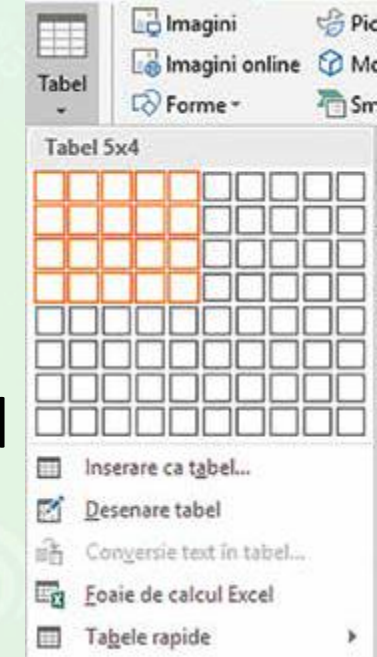 Imagini
Imagini online
Tabel
Forme
Tabel 5x4
Inserare ca tabel...
Desenare tabel
Conversie text în tabel...
Foaie de calcul Excel
Tabele rapide